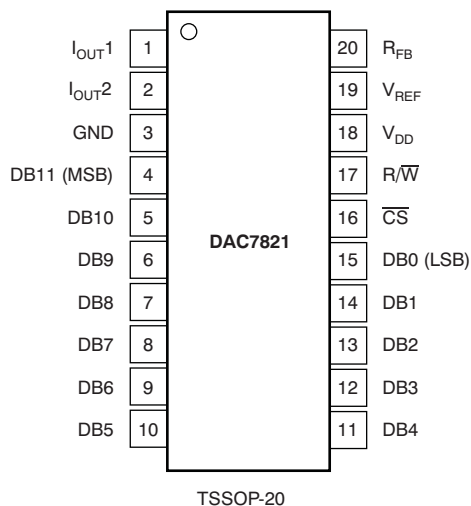 I_OUT1 1 20 R_FB
I_OUT2 2 19 V_REF
GND 3 18 V_DD
DB11 (MSB) 4 17 R/W̅
DB10 5 16 C̅S̅
DAC7821
DB9 6 15 DB0 (LSB)
DB8 7 14 DB1
DB7 8 13 DB2
DB6 9 12 DB3
DB5 10 11 DB4
TSSOP-20